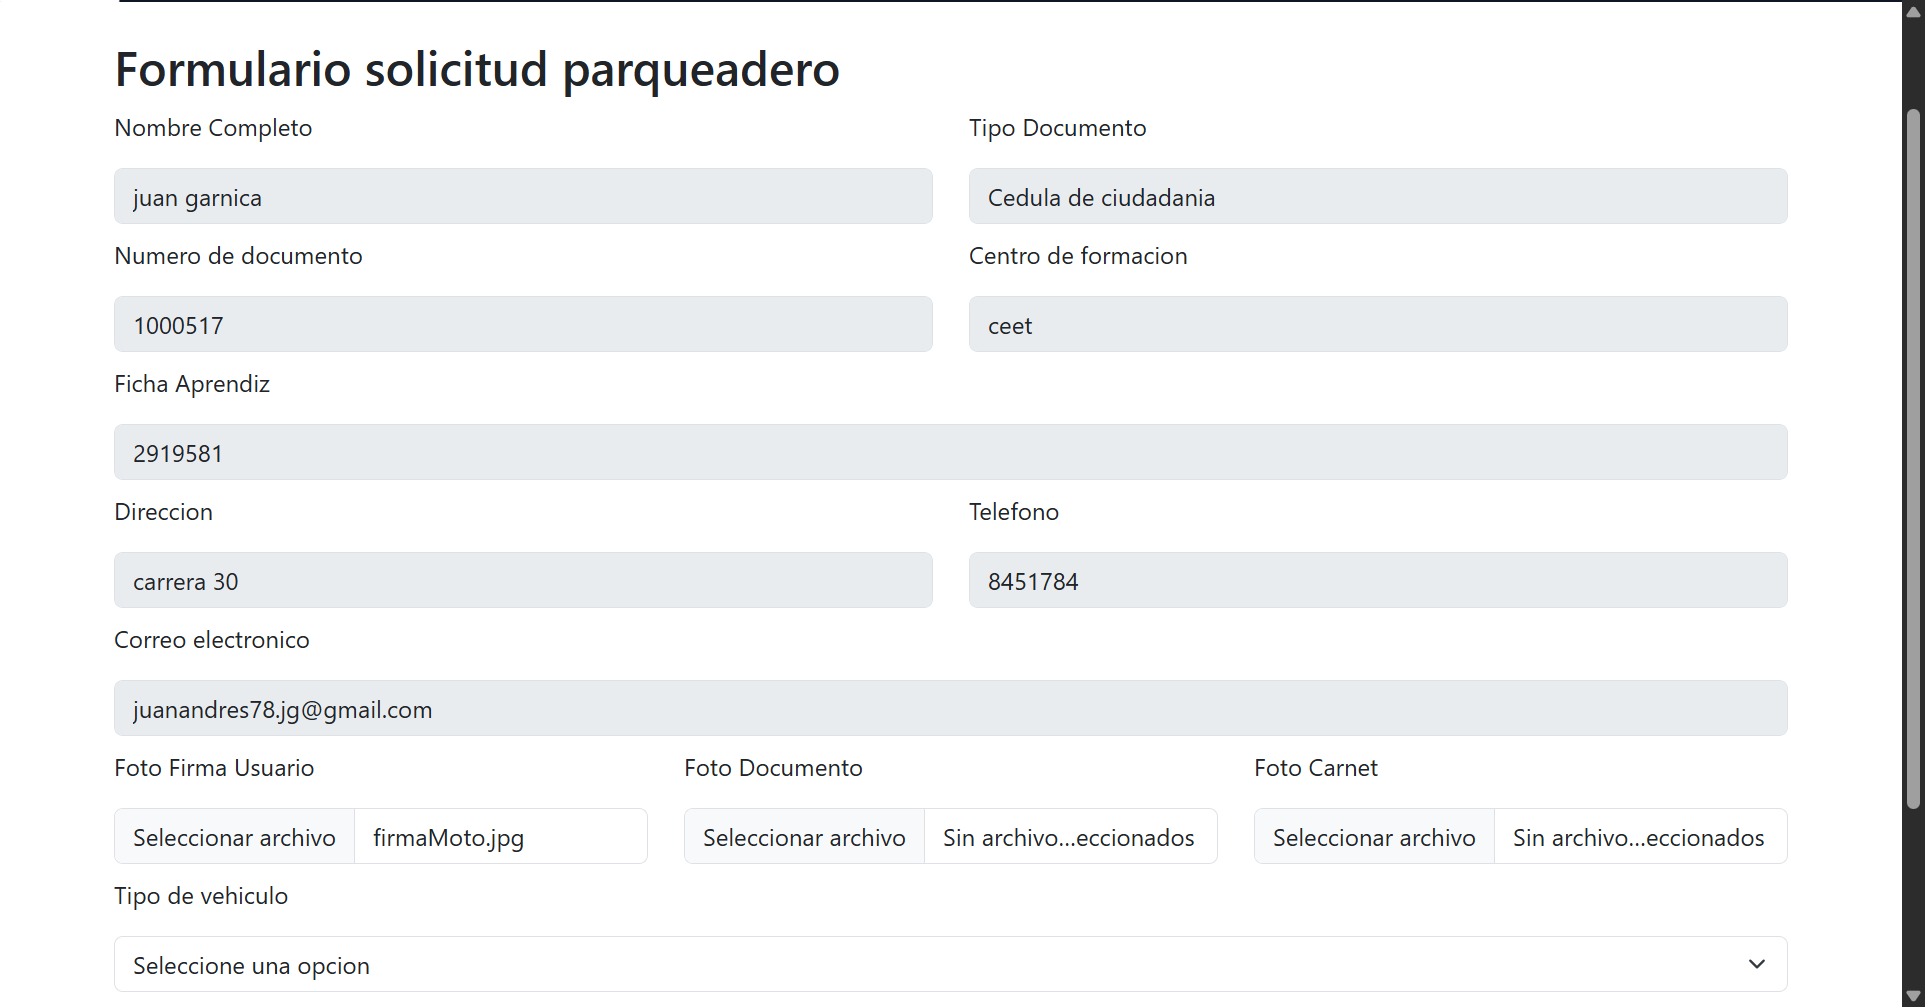 Formulario solicitud parqueadero
Nombre Completo
Tipo Documento
juan garnica
Cedula de ciudadania
Numero de documento
Centro de formacion
1000517
ceet
Ficha Aprendiz
2919581
Direccion
Telefono
carrera 30
8451784
Correo electronico
juanandres78.jg@gmail.com
Foto Firma Usuario
Foto Documento
Foto Carnet
Seleccionar archivo firmaMoto.jpg
Seleccionar archivo Sin archivo...eccionados
Seleccionar archivo Sin archivo...eccionados
Tipo de vehiculo
Seleccione una opcion